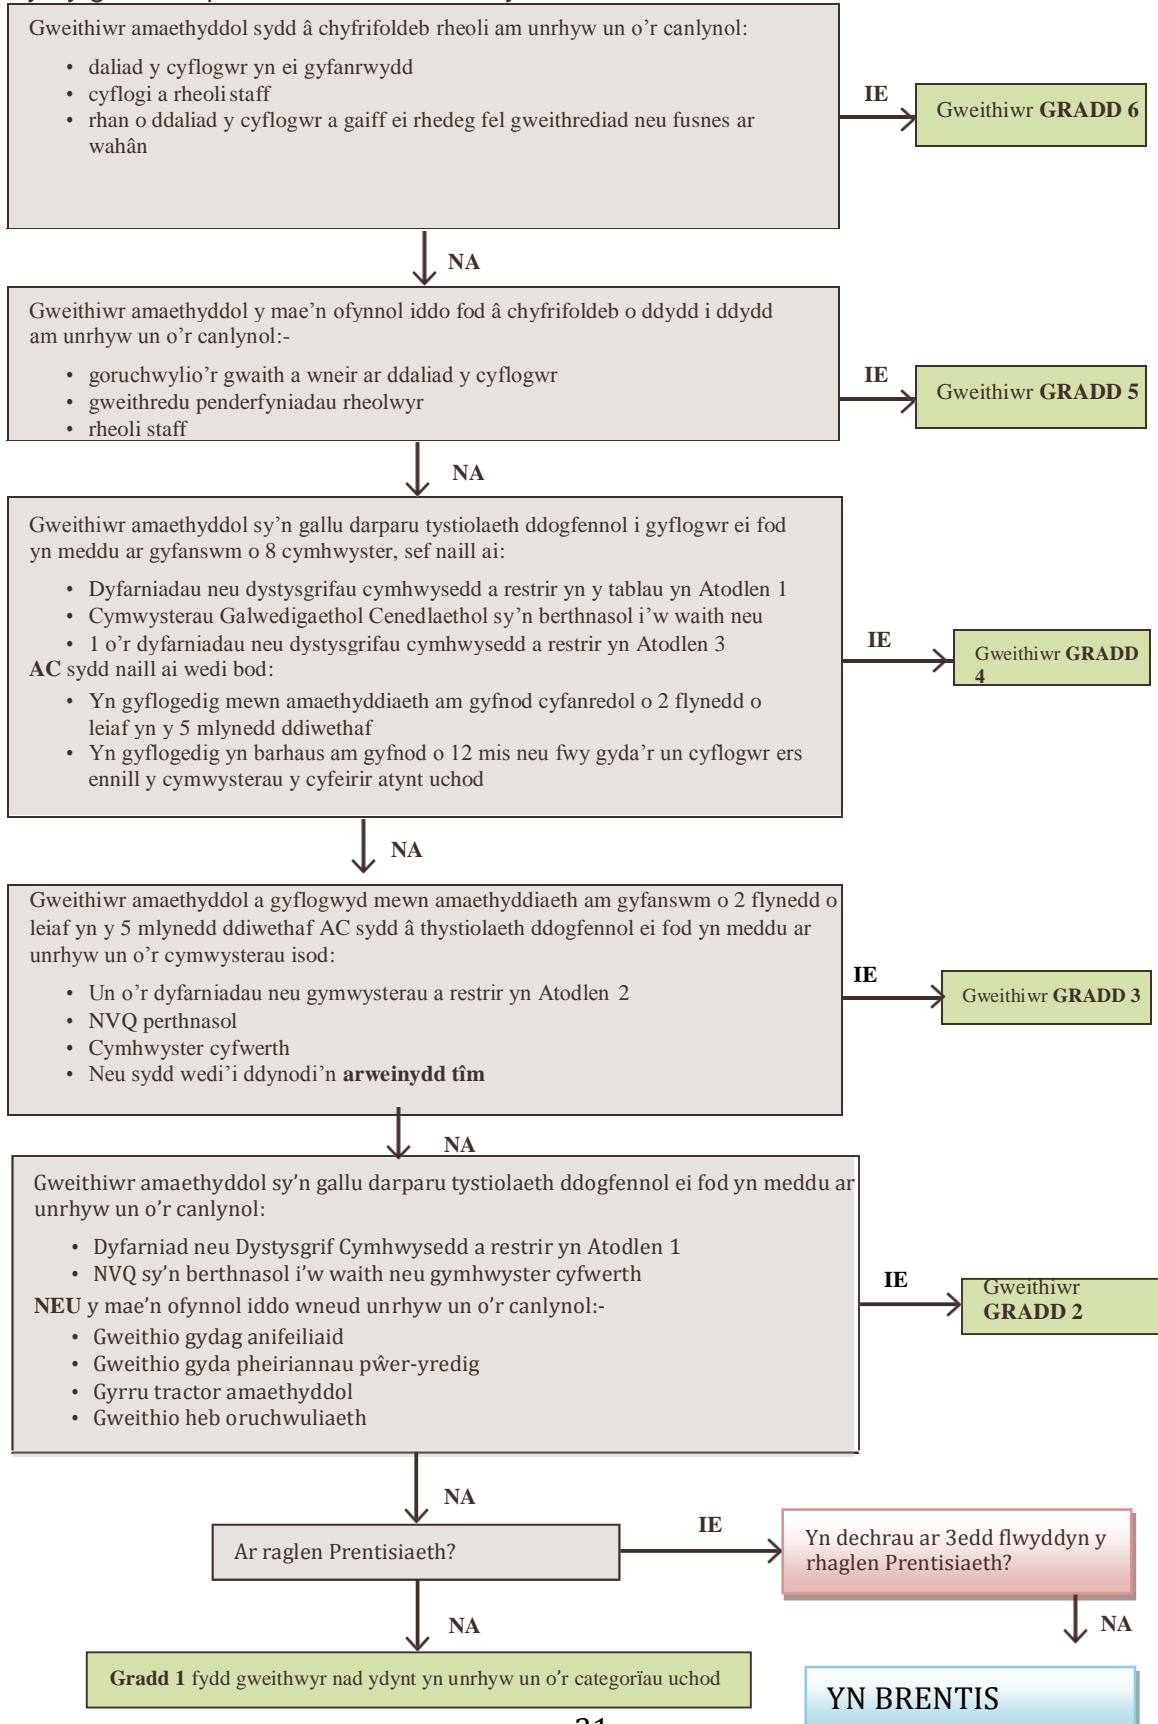 Gweithiwr amaethyddol sydd â chyfrifoldeb rheoli am unrhyw un o'r canlynol:
• daliad y cyflogwr yn ei gyfanrwydd
• cyflogi a rheoli staff
• rhan o ddaliad y cyflogwr a gaiff ei rhedeg fel gweithrediad neu fusnes ar
wahân
IE
Gweithiwr GRADD 6
NA
Gweithiwr amaethyddol y mae’n ofynnol iddo fod â chyfrifoldeb o ddydd i ddydd
am unrhyw un o’r canlynol:-
• goruchwylio’r gwaith a wneir ar ddaliad y cyflogwr
• gweithredu penderfyniadau rheolwyr
• rheoli staff
IE
Gweithiwr GRADD 5
NA
Gweithiwr amaethyddol sy’n gallu darparu tystiolaeth ddogfennol i gyflogwr ei fod
yn meddu ar gyfanswm o 8 cymhwyster, sef naill ai:
• Dyfarniadau neu dystysgrifau cymhwysedd a restrir yn y tablau yn Atodlen 1
• Cymwysterau Galwedigaethol Cenedlaethol sy’n berthnasol i’w waith neu
• 1 o’r dyfarniadau neu dystysgrifau cymhwysedd a restrir yn Atodlen 3
AC sydd naill ai wedi bod:
• Yn gyflogedig mewn amaethyddiaeth am gyfnod cyfanredol o 2 flynedd o
leiaf yn y 5 mlynedd ddiwethaf
• Yn gyflogedig yn barhaus am gyfnod o 12 mis neu fwy gyda’r un cyflogwr ers
ennill y cymwysterau y cyfeirir atynt uchod
IE
Gweithiwr GRADD
4
NA
Gweithiwr amaethyddol a gyflogwyd mewn amaethyddiaeth am gyfanswm o 2 flynedd o
leiaf yn y 5 mlynedd ddiwethaf AC sydd â thystiolaeth ddogfennol ei fod yn meddu ar
unrhyw un o’r cymwysterau isod:
• Un o’r dyfarniadau neu gymwysterau a restrir yn Atodlen 2
• NVQ perthnasol
• Cymhwyster cyfwerth
• Neu sydd wedi’i ddynodi’n arweinydd tîm
IE
Gweithiwr GRADD 3
NA
Gweithiwr amaethyddol sy’n gallu darparu tystiolaeth ddogfennol ei fod yn meddu ar
unrhyw un o’r canlynol:
• Dyfarniad neu Dystysgrif Cymhwysedd a restrir yn Atodlen 1
• NVQ sy’n berthnasol i’w waith neu gymhwyster cyfwerth
NEU y mae’n ofynnol iddo wneud unrhyw un o’r canlynol:-
• Gweithio gydag anifeiliaid
• Gweithio gyda pheiriannau pŵer-yredig
• Gyrru tractor amaethyddol
• Gweithio heb oruchwuliaeth
IE
Gweithiwr
GRADD 2
NA
Ar raglen Prentisiaeth?
IE
Yn dechrau ar 3edd flwyddyn y
rhaglen Prentisiaeth?
NA
NA
Gradd 1 fydd gweithwyr nad ydynt yn unrhyw un o’r categorïau uchod
YN BRENTIS